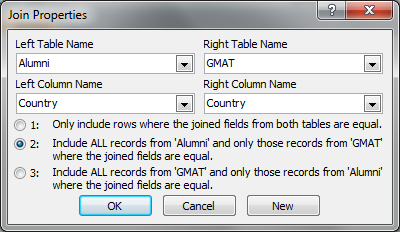 Join Properties
Left Table Name Right Table Name
Alumni GMAT
Left Column Name Right Column Name
Country Country
1: Only include rows where the joined fields from both tables are equal.
2: Include ALL records from 'Alumni' and only those records from 'GMAT'
where the joined fields are equal.
3: Include ALL records from 'GMAT' and only those records from 'Alumni'
where the joined fields are equal.
OK Cancel New